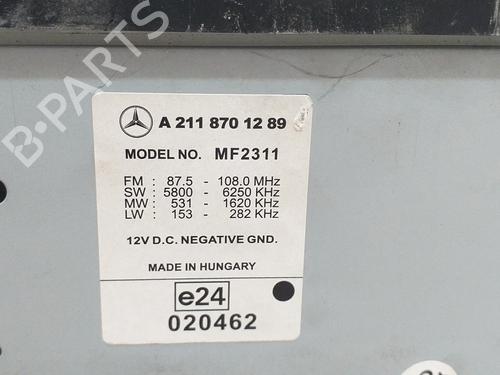 B-PARTS
A 211 870 12 89
MODEL NO. MF2311
FM : 87.5 - 108.0 MHz
SW : 5800 - 6250 KHz
MW : 531 - 1620 KHz
LW : 153 - 282 KHz
12V D.C. NEGATIVE GND.
MADE IN HUNGARY
e24
020462